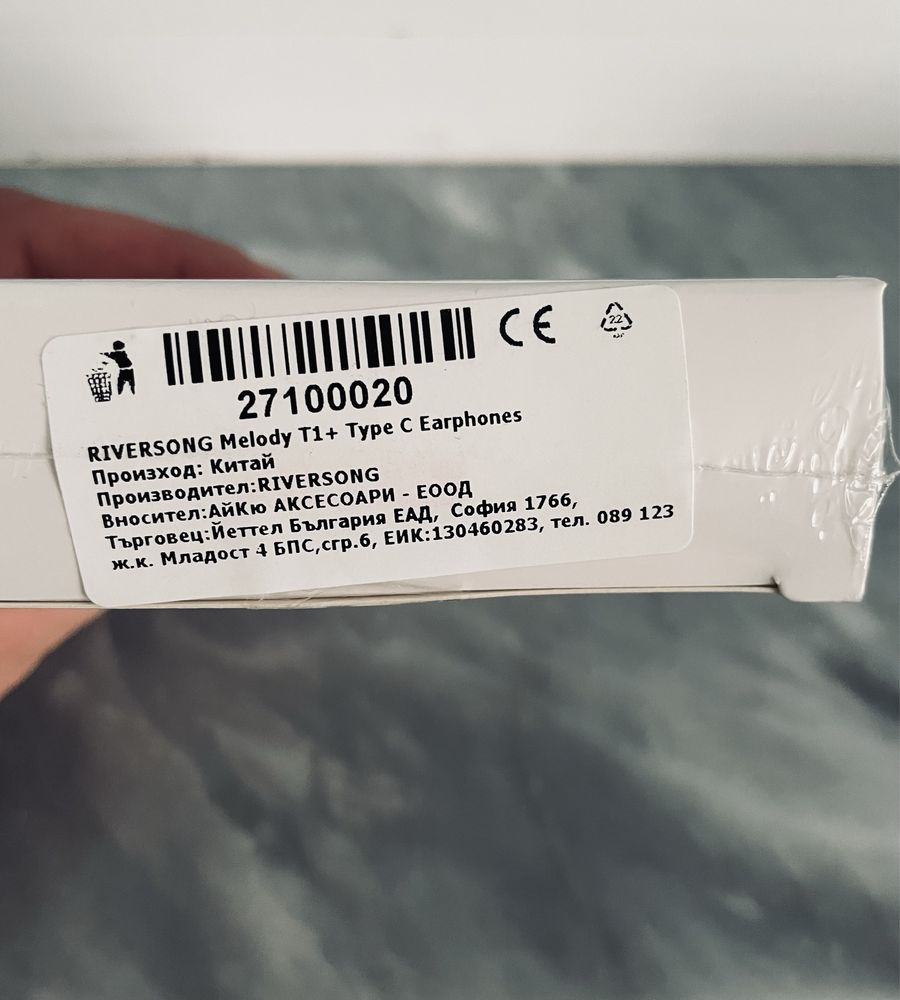 CE
22
27100020
RIVERSONG Melody T1+ Type C Earphones
Произход: Китай
Производител:RIVERSONG
Вносител:АйКю АКСЕСОАРИ - ЕООД
Търговец:Йеттел България ЕАД, София 1766,
ж.к. Младост 4 БПС,сгр.6, ЕИК:130460283, тел. 089 123